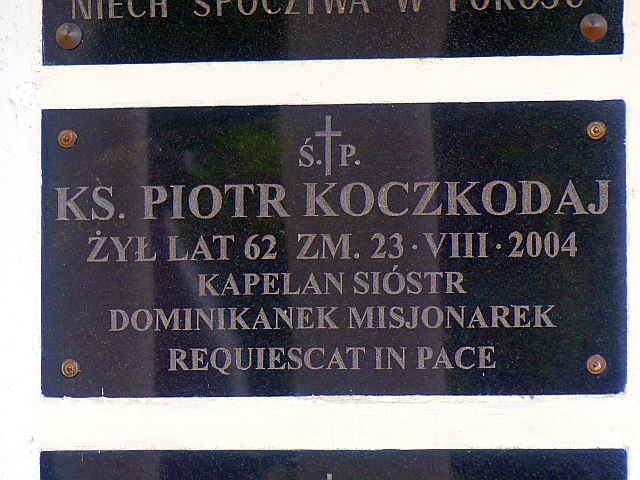 NIECH SPOCZYWA W POKOJU
Ś.P.
KS. PIOTR KOCZKODAJ
ŻYŁ LAT 62 ZM. 23·VIII·2004
KAPELAN SIÓSTR
DOMINIKANEK MISJONAREK
REQUIESCAT IN PACE